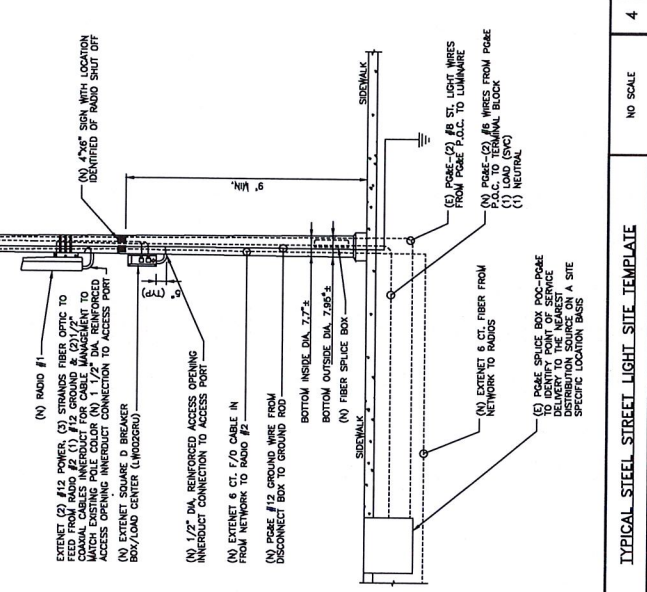 (N) RADIO #1
EXTENET (2) #12 POWER, (3) STRANDS FIBER OPTIC TO
FEED FROM RADIO #2 (1) #12 GROUND & (2)1/2"
COAXIAL CABLES INNERDUCT FOR CABLE MANAGEMENT TO
MATCH EXISTING POLE COLOR (N) 1 1/2" DIA. REINFORCED
ACCESS OPENING INNERDUCT CONNECTION TO ACCESS PORT
(N) EXTENET SQUARE D BREAKER
BOX/LOAD CENTER (LW002GRU)
5" (TYP)
(N) 1/2" DIA, REINFORCED ACCESS OPENING
INNERDUCT CONNECTION TO ACCESS PORT
(N) EXTENET 6 CT. F/O CABLE IN
FROM NETWORK TO RADIO #2
(N) PG&E #12 GROUND WIRE FROM
DISCONNECT BOX TO GROUND ROD
BOTTOM INSIDE DIA, 7.7"±
BOTTOM OUTSIDE DIA, 7.95"±
(N) FIBER SPLICE BOX
SIDEWALK
(N) 4"X6" SIGN WITH LOCATION
IDENTIFIED OF RADIO SHUT OFF
9" MIN.
SIDEWALK
(E) PG&E-(2) #8 ST. LIGHT WIRES
FROM PG&E P.O.C. TO LUMINAIRE
(N) PG&E-(2) #6 WIRES FROM PG&E
P.O.C. TO TERMINAL BLOCK
(1) LOAD (SVC)
(1) NEUTRAL
(N) EXTENET 6 CT. FIBER FROM
NETWORK TO RADIOS
(E) PG&E SPLICE BOX POC-PG&E
TO IDENTIFY POINT OF SERVICE
DELIVERY TO THE NEAREST
DISTRIBUTION SOURCE ON A SITE
SPECIFIC LOCATION BASIS
TYPICAL STEEL STREET LIGHT SITE TEMPLATE
NO SCALE
4